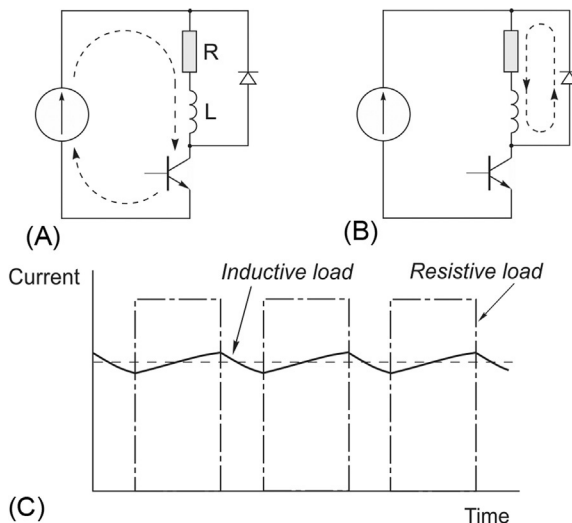 R
L
(A)
(B)
Current
Inductive load
Resistive load
(C)
Time